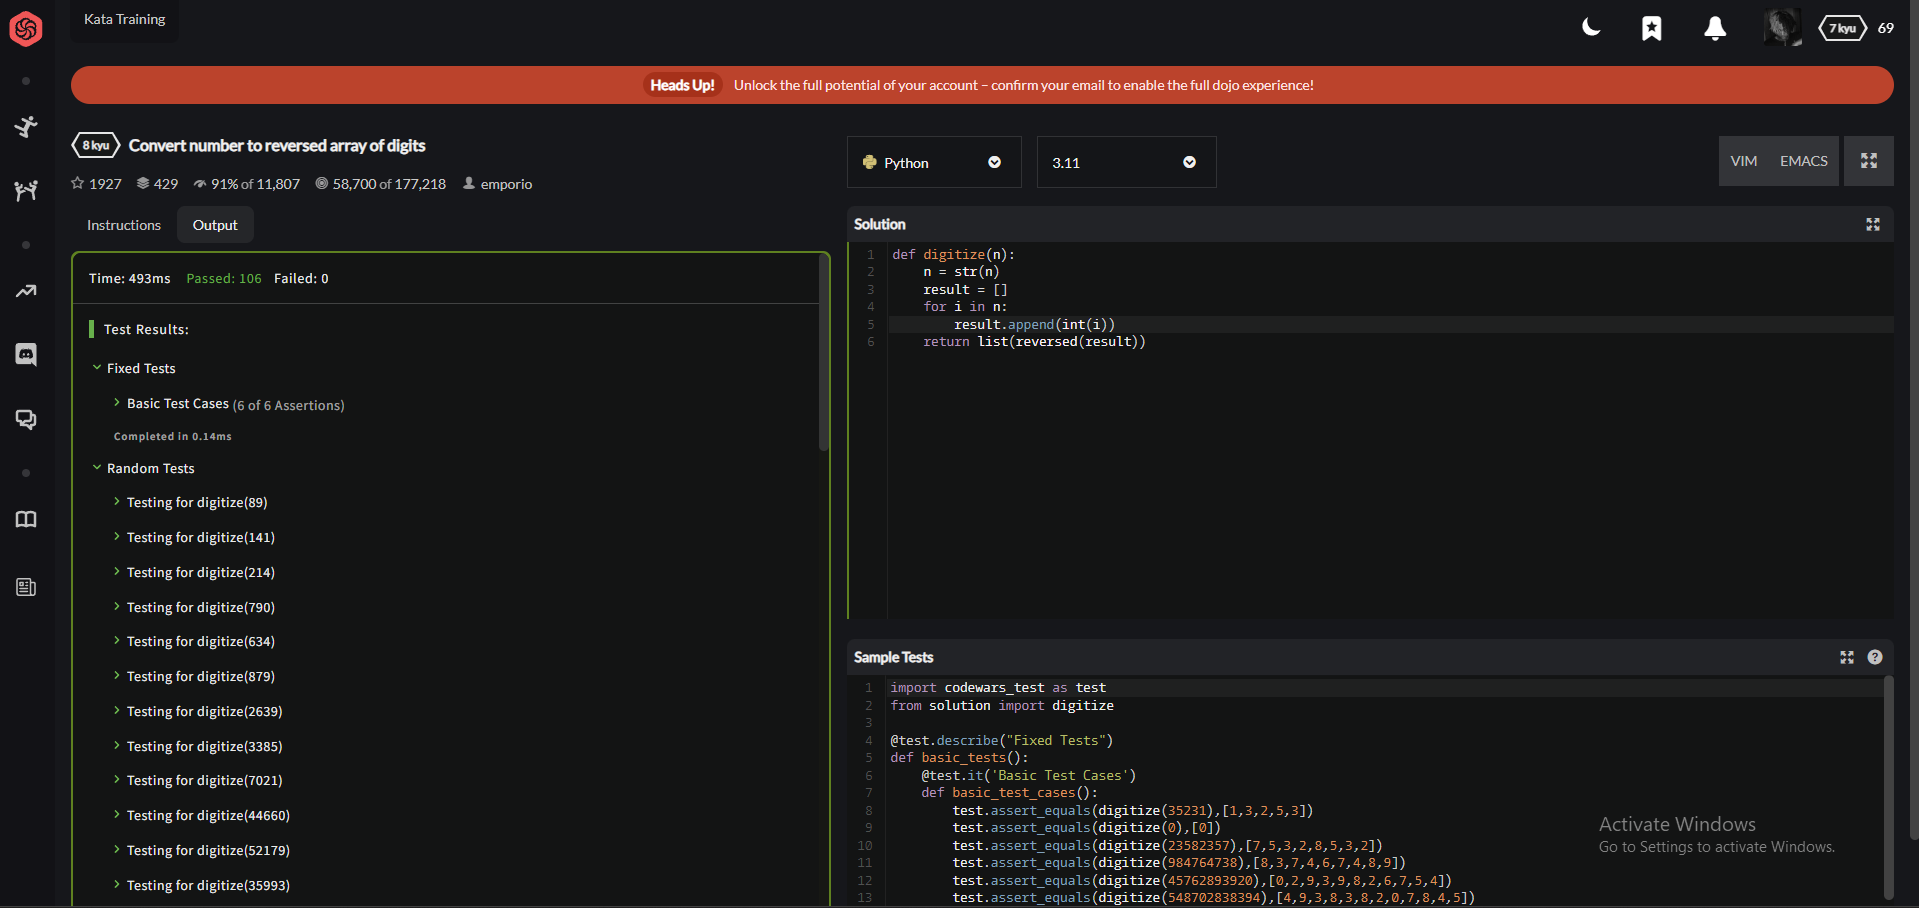 Kata Training
7 kyu 69
Heads Up! Unlock the full potential of your account – confirm your email to enable the full dojo experience!
8 kyu Convert number to reversed array of digits
1927 429 91% of 11,807 58,700 of 177,218 emporio
Instructions Output
Time: 493ms Passed: 106 Failed: 0
Test Results:
Fixed Tests
Basic Test Cases (6 of 6 Assertions)
Completed in 0.14ms
Random Tests
Testing for digitize(89)
Testing for digitize(141)
Testing for digitize(214)
Testing for digitize(790)
Testing for digitize(634)
Testing for digitize(879)
Testing for digitize(2639)
Testing for digitize(3385)
Testing for digitize(7021)
Testing for digitize(44660)
Testing for digitize(52179)
Testing for digitize(35993)
Python 3.11 VIM EMACS
Solution
1 def digitize(n):
2     n = str(n)
3     result = []
4     for i in n:
5         result.append(int(i))
6     return list(reversed(result))
Sample Tests
1 import codewars_test as test
2 from solution import digitize
3
4 @test.describe("Fixed Tests")
5 def basic_tests():
6     @test.it('Basic Test Cases')
7     def basic_test_cases():
8         test.assert_equals(digitize(35231),[1,3,2,5,3])
9         test.assert_equals(digitize(0),[0])
10         test.assert_equals(digitize(23582357),[7,5,3,2,8,5,3,2])
11         test.assert_equals(digitize(984764738),[8,3,7,4,6,7,4,8,9])
12         test.assert_equals(digitize(45762893920),[0,2,9,3,9,8,2,6,7,5,4])
13         test.assert_equals(digitize(548702838394),[4,9,3,8,3,8,2,0,7,8,4,5])
Activate Windows
Go to Settings to activate Windows.